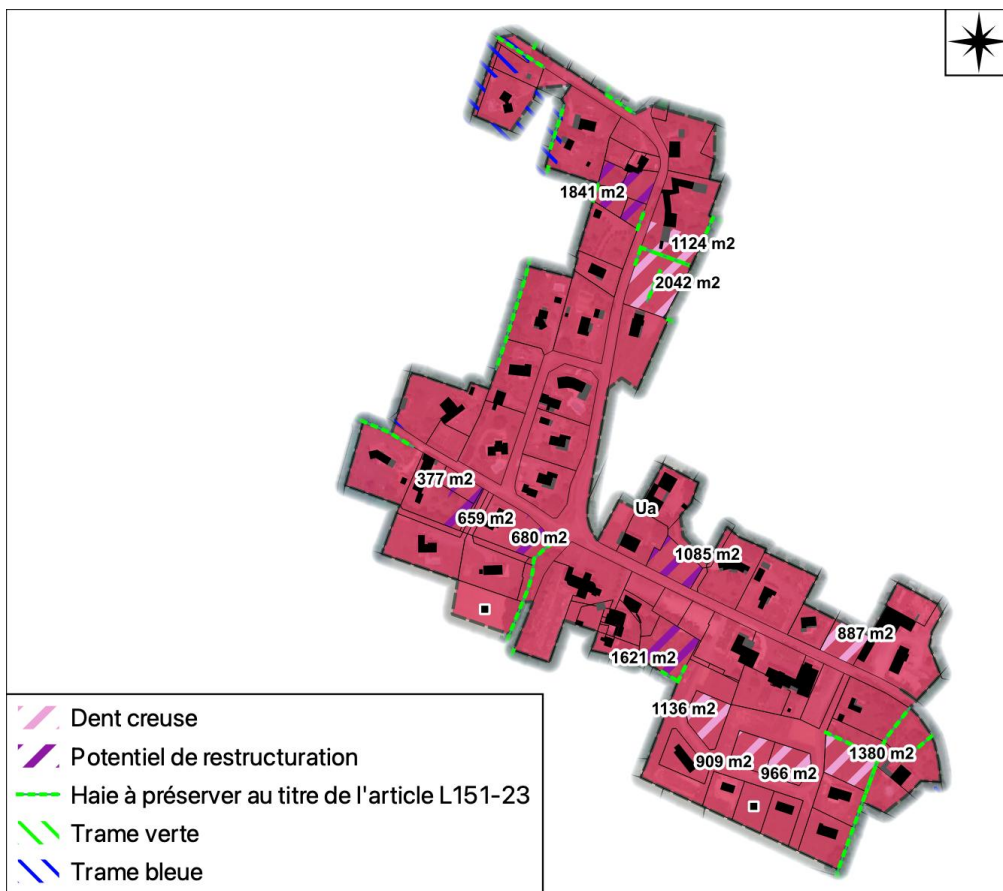 1841 m2
1124 m2
2042 m2
377 m2
659 m2
680 m2
Ua
1085 m2
1621 m2
887 m2
1136 m2
909 m2
966 m2
1380 m2
Dent creuse
Potentiel de restructuration
Haie à préserver au titre de l'article L151-23
Trame verte
Trame bleue